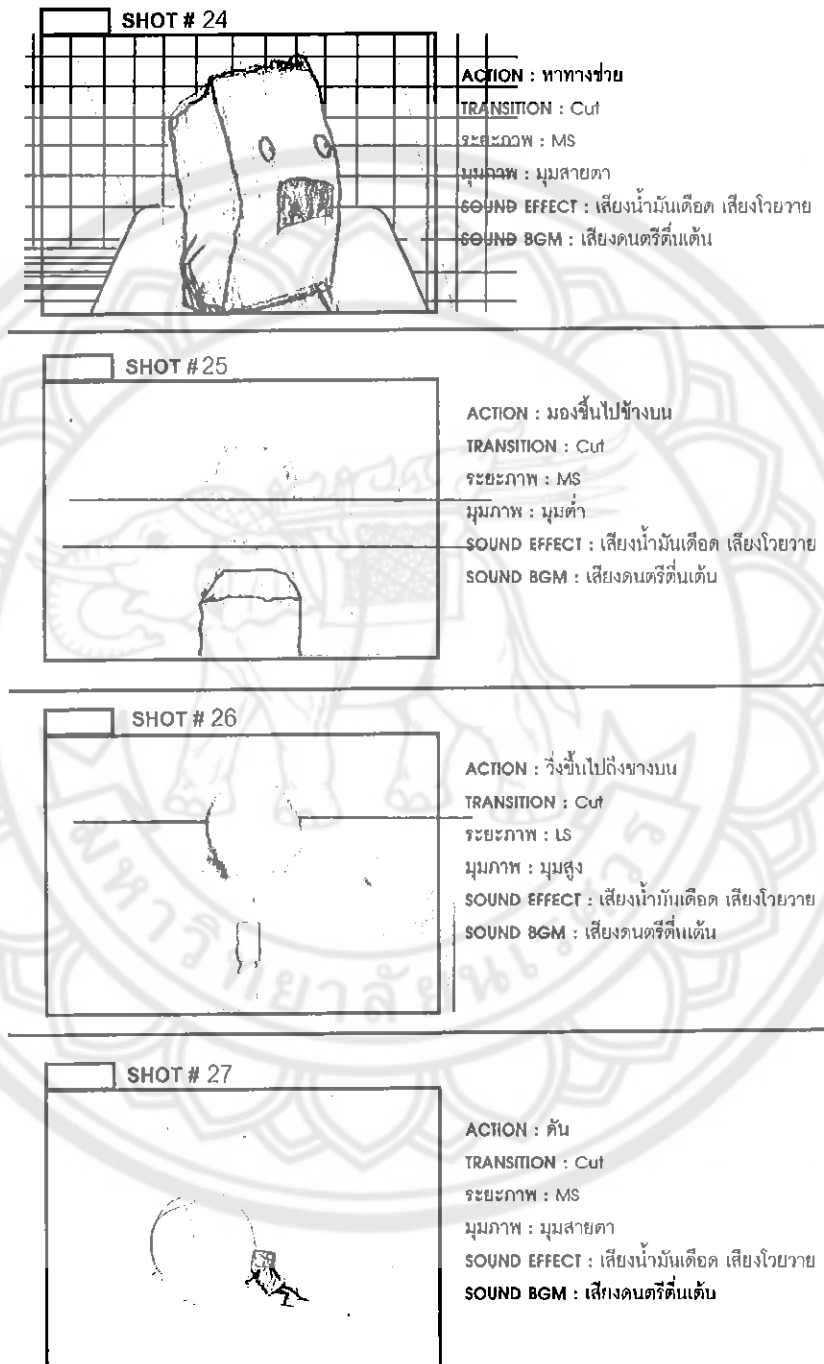 SHOT # 24
ACTION : หาทางช่วย
TRANSITION : Cut
ระยะภาพ : MS
มุมภาพ : มุมสายตา
SOUND EFFECT : เสียงน้ำมันเดือด เสียงโวยวาย
SOUND BGM : เสียงดนตรีตื่นเต้น
SHOT # 25
ACTION : มองขึ้นไปข้างบน
TRANSITION : Cut
ระยะภาพ : MS
มุมภาพ : มุมต่ำ
SOUND EFFECT : เสียงน้ำมันเดือด เสียงโวยวาย
SOUND BGM : เสียงดนตรีตื่นเต้น
SHOT # 26
ACTION : วิ่งขึ้นไปถึงขางบน
TRANSITION : Cut
ระยะภาพ : LS
มุมภาพ : มุมสูง
SOUND EFFECT : เสียงน้ำมันเดือด เสียงโวยวาย
SOUND BGM : เสียงดนตรีตื่นเต้น
มหาวิทยาลัยนเรศวร
SHOT # 27
ACTION : ดัน
TRANSITION : Cut
ระยะภาพ : MS
มุมภาพ : มุมสายตา
SOUND EFFECT : เสียงน้ำมันเดือด เสียงโวยวาย
SOUND BGM : เสียงดนตรีตื่นเต้น